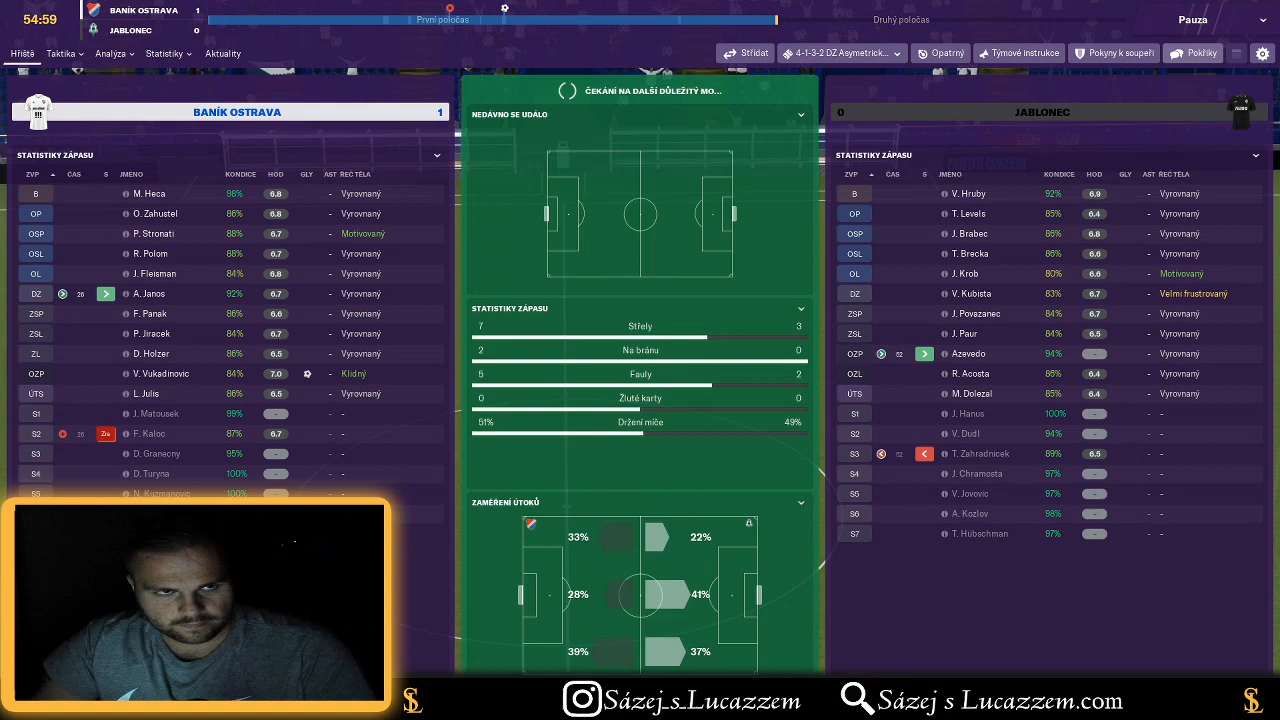 54:59
BANÍK OSTRAVA 1
JABLONEC 0
První poločas
Druhý poločas
Pauza
Hřiště Taktika Analýza Statistiky Aktuality
Střídat 4-1-3-2 DZ Asymetrick... Opatrný Týmové instrukce Pokyny k soupeři Pokřiky
BANÍK OSTRAVA 1
STATISTIKY ZÁPASU
ZVP ČAS S JMÉNO KONDICE HOD GLY AST ŘEČ TĚLA
B M. Heca 98% 6.8 - Vyrovnaný
OP O. Zahustel 86% 6.8 - Vyrovnaný
OSP P. Stronati 88% 6.7 - Motivovaný
OSL R. Polom 88% 6.7 - Vyrovnaný
OL J. Fleisman 84% 6.8 - Vyrovnaný
DZ 26 A. Janos 92% 6.7 - Vyrovnaný
ZSP F. Panak 86% 6.6 - Vyrovnaný
ZSL P. Jiracek 84% 6.7 - Vyrovnaný
ZL D. Holzer 86% 6.5 - Vyrovnaný
OZP V. Vukadinovic 84% 7.0 - Klidný
ÚTS L. Julis 86% 6.5 - Vyrovnaný
S1 J. Matousek 99% - - -
S2 26 Zra F. Kaloc 87% 6.7 - -
S3 D. Granecny 95% - - -
S4 D. Turyna 100% - - -
S5 N. Kuzmanovic 100% - - -
ČEKÁNÍ NA DALŠÍ DŮLEŽITÝ MO...
NEDÁVNO SE UDÁLO
STATISTIKY ZÁPASU
7 Střely 3
2 Na bránu 0
5 Fauly 2
0 Žluté karty 0
51% Držení míče 49%
ZAMĚŘENÍ ÚTOKŮ
33% 22%
28% 41%
39% 37%
0 JABLONEC
STATISTIKY ZÁPASU
ZVP ČAS S JMÉNO KONDICE HOD GLY AST ŘEČ TĚLA
B V. Hruby 92% 6.9 - Vyrovnaný
OP T. Levels 85% 6.4 - Vyrovnaný
OSP J. Brabec 86% 6.8 - Vyrovnaný
OSL T. Brecka 86% 6.6 - Vyrovnaný
OL J. Krob 80% 6.6 - Motivovaný
DZ V. Kubista 83% 6.7 - Velmi frustrovaný
ZSP J. Povazanec 84% 6.7 - Vyrovnaný
ZSL J. Paur 84% 6.5 - Vyrovnaný
OZP 52 Azevedo 94% - - Vyrovnaný
OZL R. Acosta 86% 6.4 - Vyrovnaný
ÚTS M. Dolezal 85% 6.4 - Vyrovnaný
S1 J. Hanus 100% - - -
S2 V. Dudl 94% - - -
S3 52 T. Zahradnicek 89% 6.5 - -
S4 J. Chramosta 97% - - -
S5 V. Jovovic 97% - - -
S6 A. Kozlov 98% - - -
S7 T. Hübschman 97% - - -
Sázej_s_Lucazzem
Sázej s Lucazzem.com